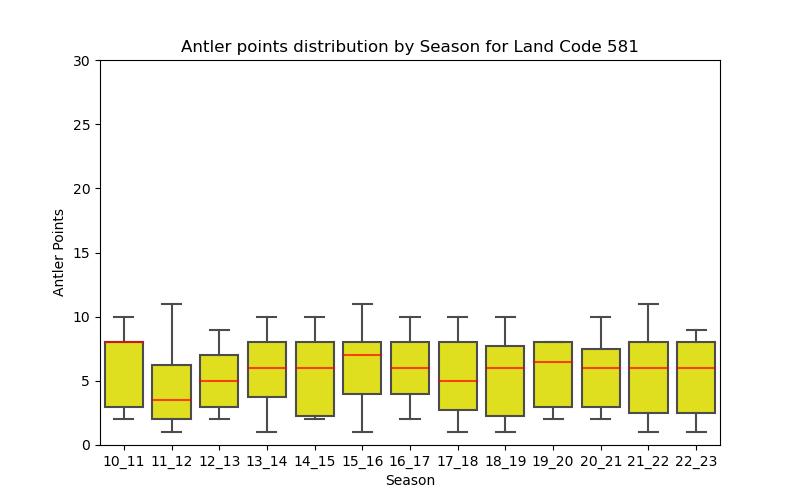 Antler points distribution by Season for Land Code 581
30
25
20
15
10
5
0
Antler Points
10_11 11_12 12_13 13_14 14_15 15_16 16_17 17_18 18_19 19_20 20_21 21_22 22_23
Season